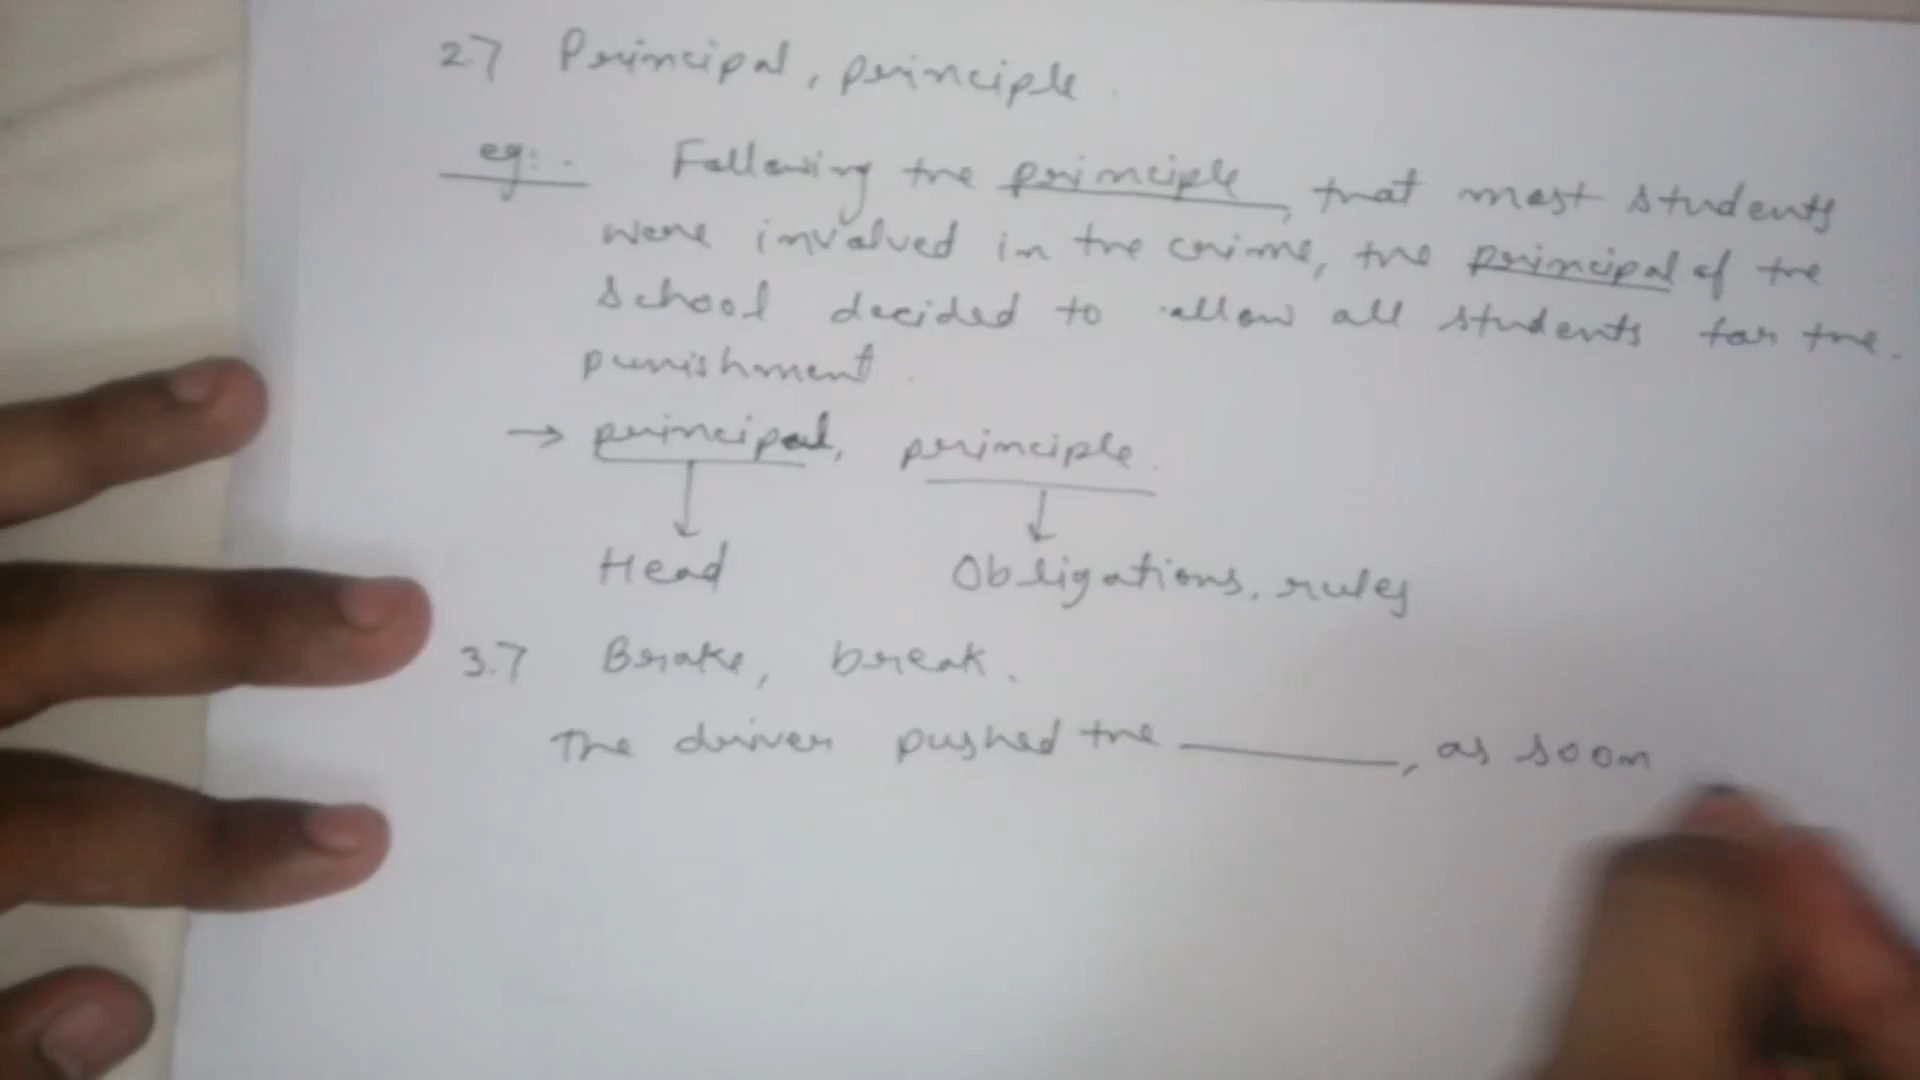 2.7 Principal, principle.
eg:- Following the principle, that most students
were involved in the crime, the principal of the
school decided to allow all students for the.
punishment.
→ principal, principle.
Head Obligations, rules
3.7 Brake, break.
The driver pushed the ______, as soon